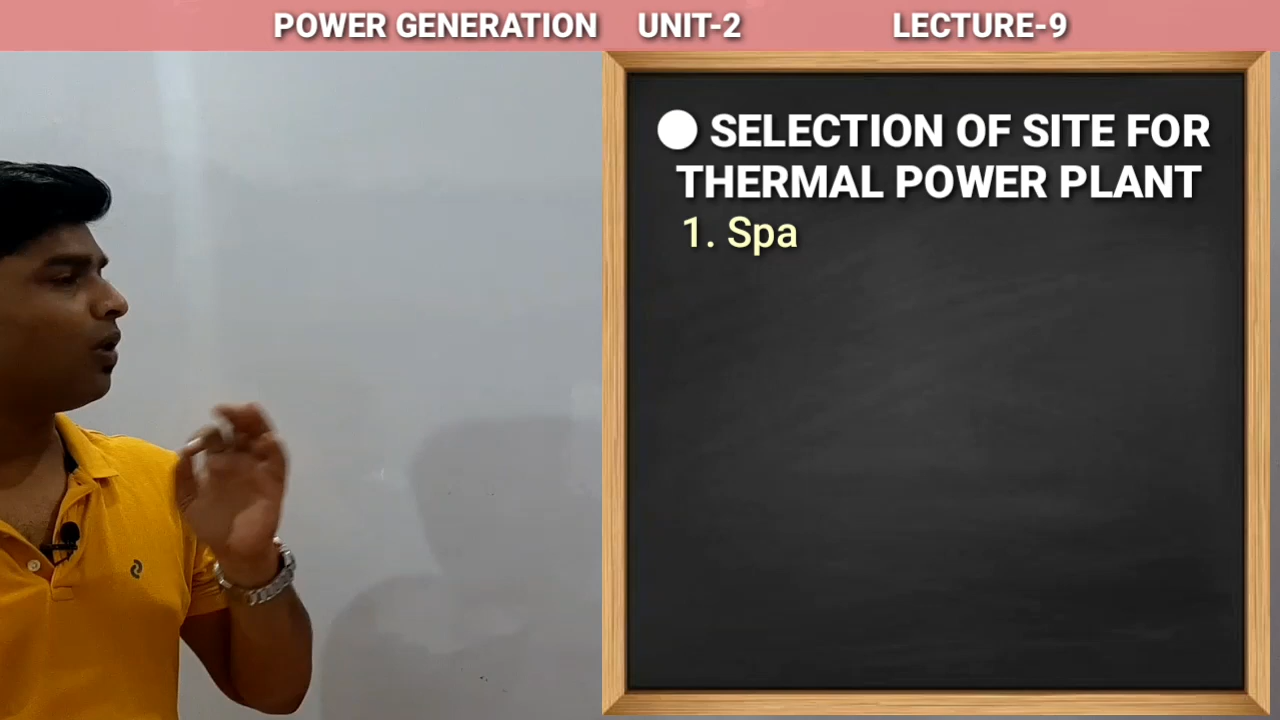 POWER GENERATION UNIT-2 LECTURE-9
SELECTION OF SITE FOR
THERMAL POWER PLANT
1. Spa